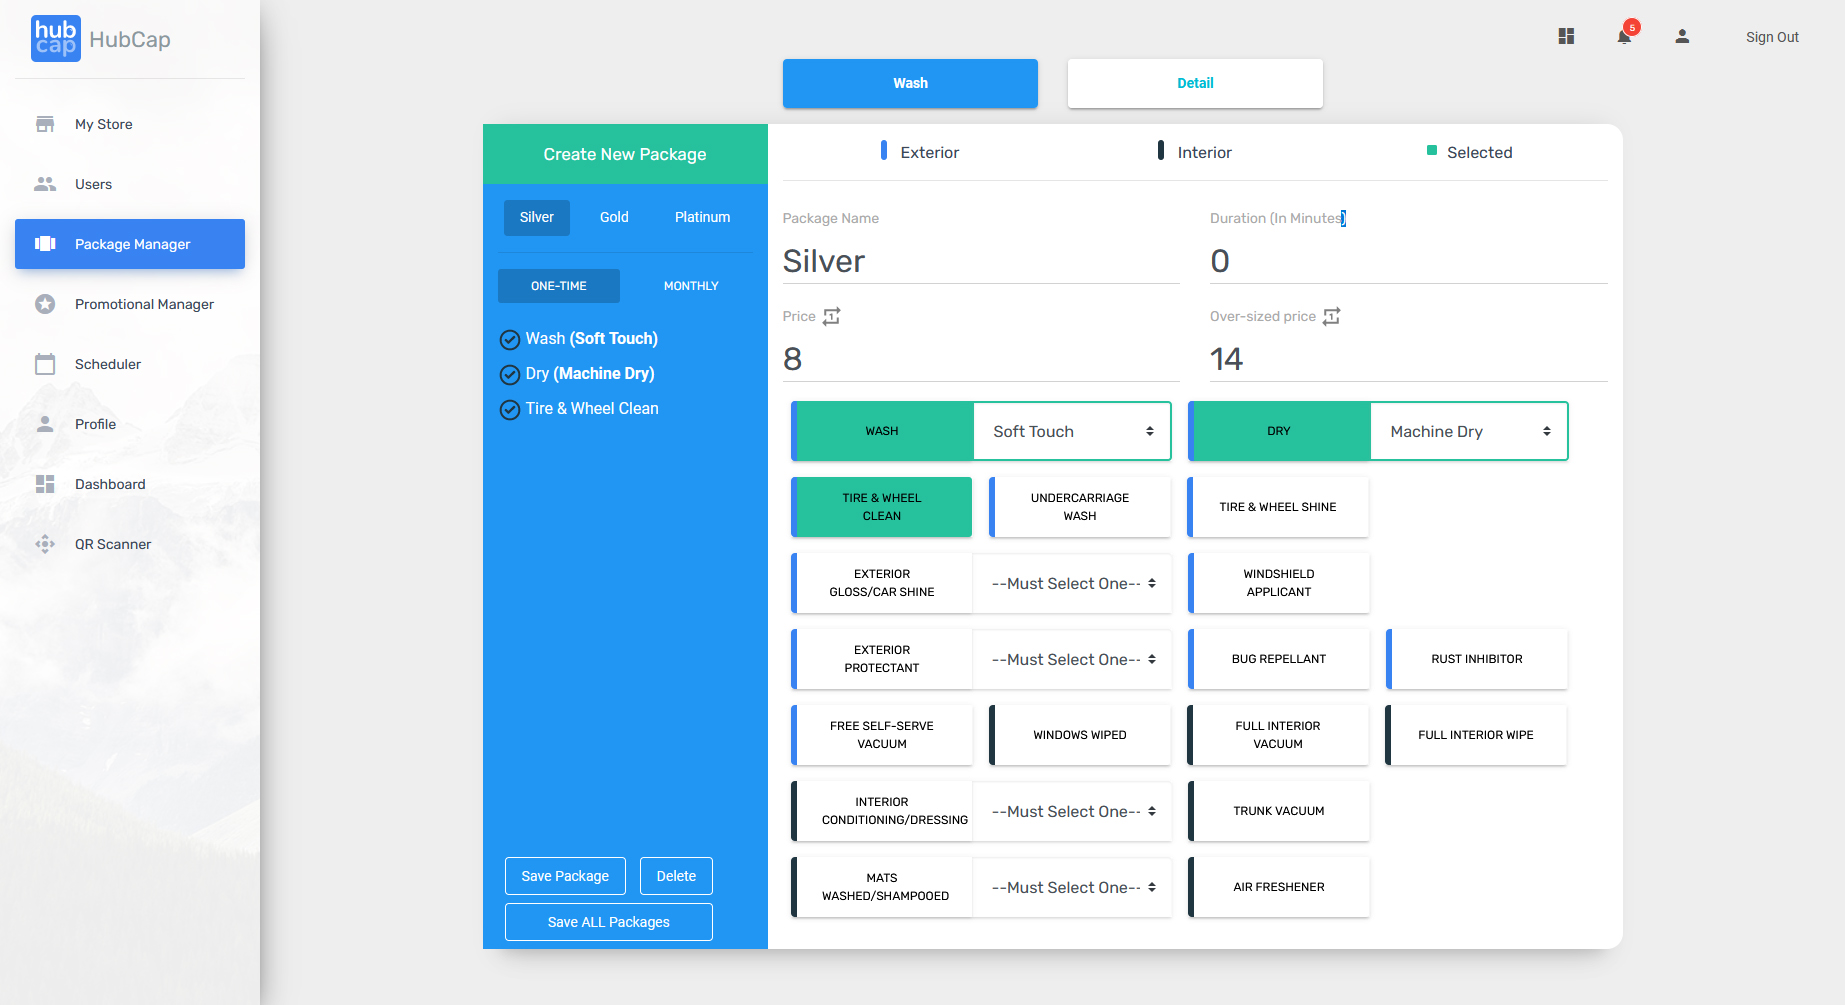 hub
cap
HubCap
5
Sign Out
My Store
Users
Package Manager
Promotional Manager
Scheduler
Profile
Dashboard
QR Scanner
Wash
Detail
Create New Package
Silver
Gold
Platinum
ONE-TIME
MONTHLY
Wash (Soft Touch)
Dry (Machine Dry)
Tire & Wheel Clean
Save Package
Delete
Save ALL Packages
Exterior
Interior
Selected
Package Name
Silver
Duration (In Minutes)
0
Price
1
8
Over-sized price
1
14
WASH
Soft Touch
DRY
Machine Dry
TIRE & WHEEL
CLEAN
UNDERCARRIAGE
WASH
TIRE & WHEEL SHINE
EXTERIOR
GLOSS/CAR SHINE
--Must Select One--
WINDSHIELD
APPLICANT
EXTERIOR
PROTECTANT
--Must Select One--
BUG REPELLANT
RUST INHIBITOR
FREE SELF-SERVE
VACUUM
WINDOWS WIPED
FULL INTERIOR
VACUUM
FULL INTERIOR WIPE
INTERIOR
CONDITIONING/DRESSING
--Must Select One--
TRUNK VACUUM
MATS
WASHED/SHAMPOOED
--Must Select One--
AIR FRESHENER